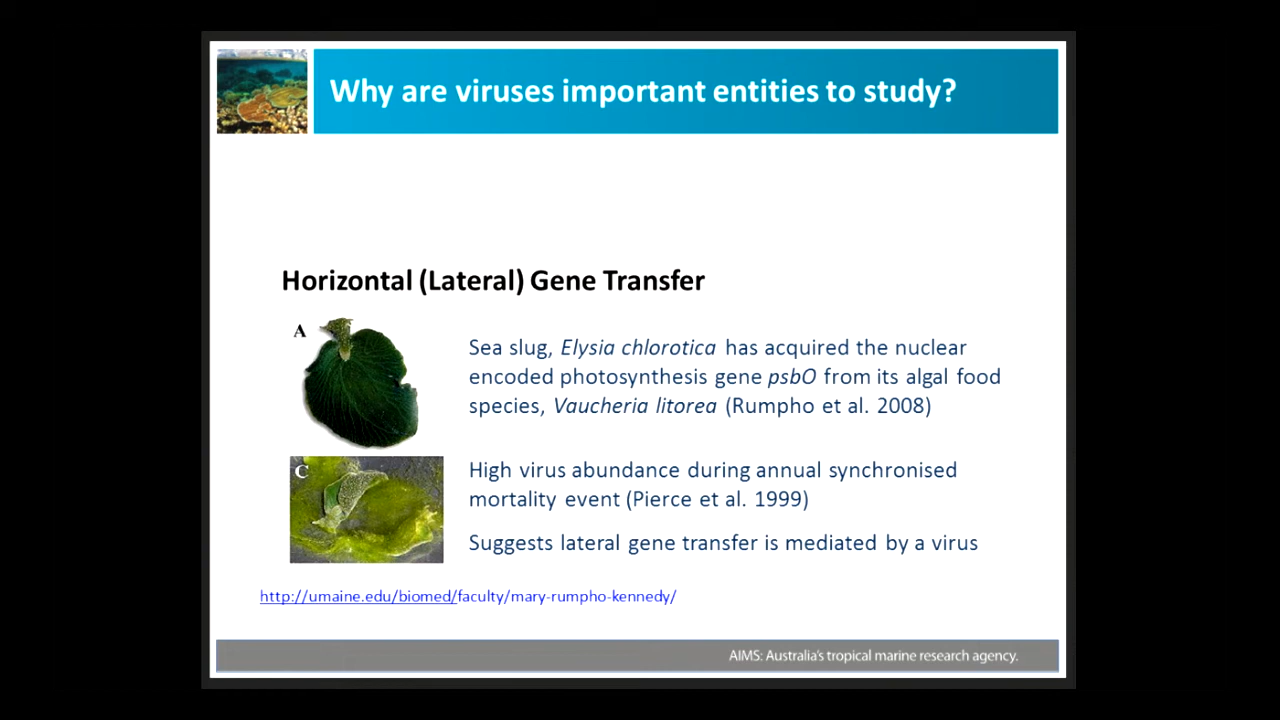 Why are viruses important entities to study?
Horizontal (Lateral) Gene Transfer
A
Sea slug, Elysia chlorotica has acquired the nuclear
encoded photosynthesis gene psbO from its algal food
species, Vaucheria litorea (Rumpho et al. 2008)
C
High virus abundance during annual synchronised
mortality event (Pierce et al. 1999)
Suggests lateral gene transfer is mediated by a virus
http://umaine.edu/biomed/faculty/mary-rumpho-kennedy/
AIMS: Australia's tropical marine research agency.